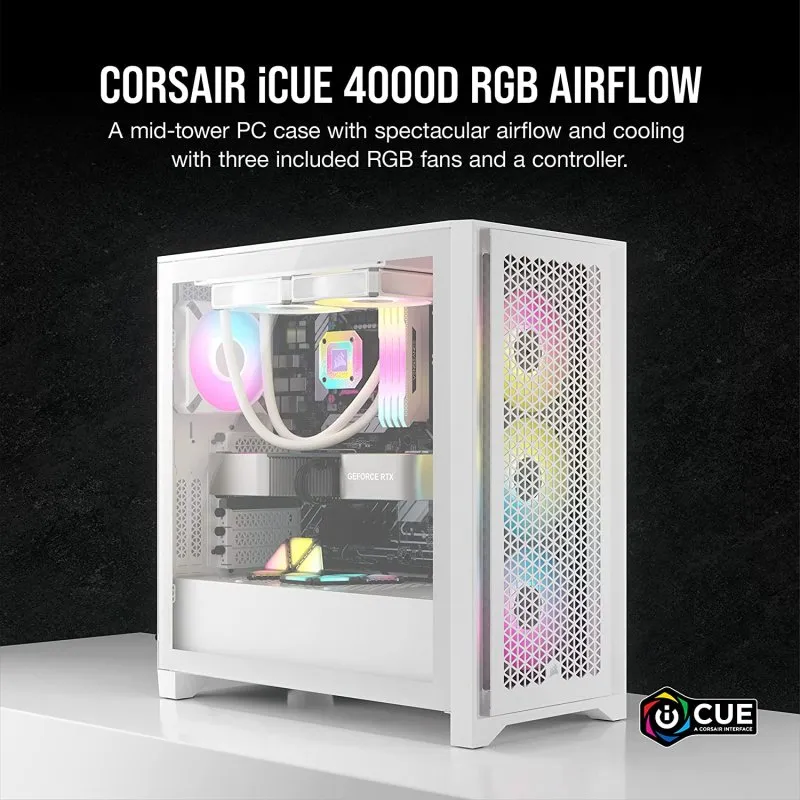 CORSAIR iCUE 4000D RGB AIRFLOW
A mid-tower PC case with spectacular airflow and cooling
with three included RGB fans and a controller.
GEFORCE RTX
iCUE
A CORSAIR INTERFACE